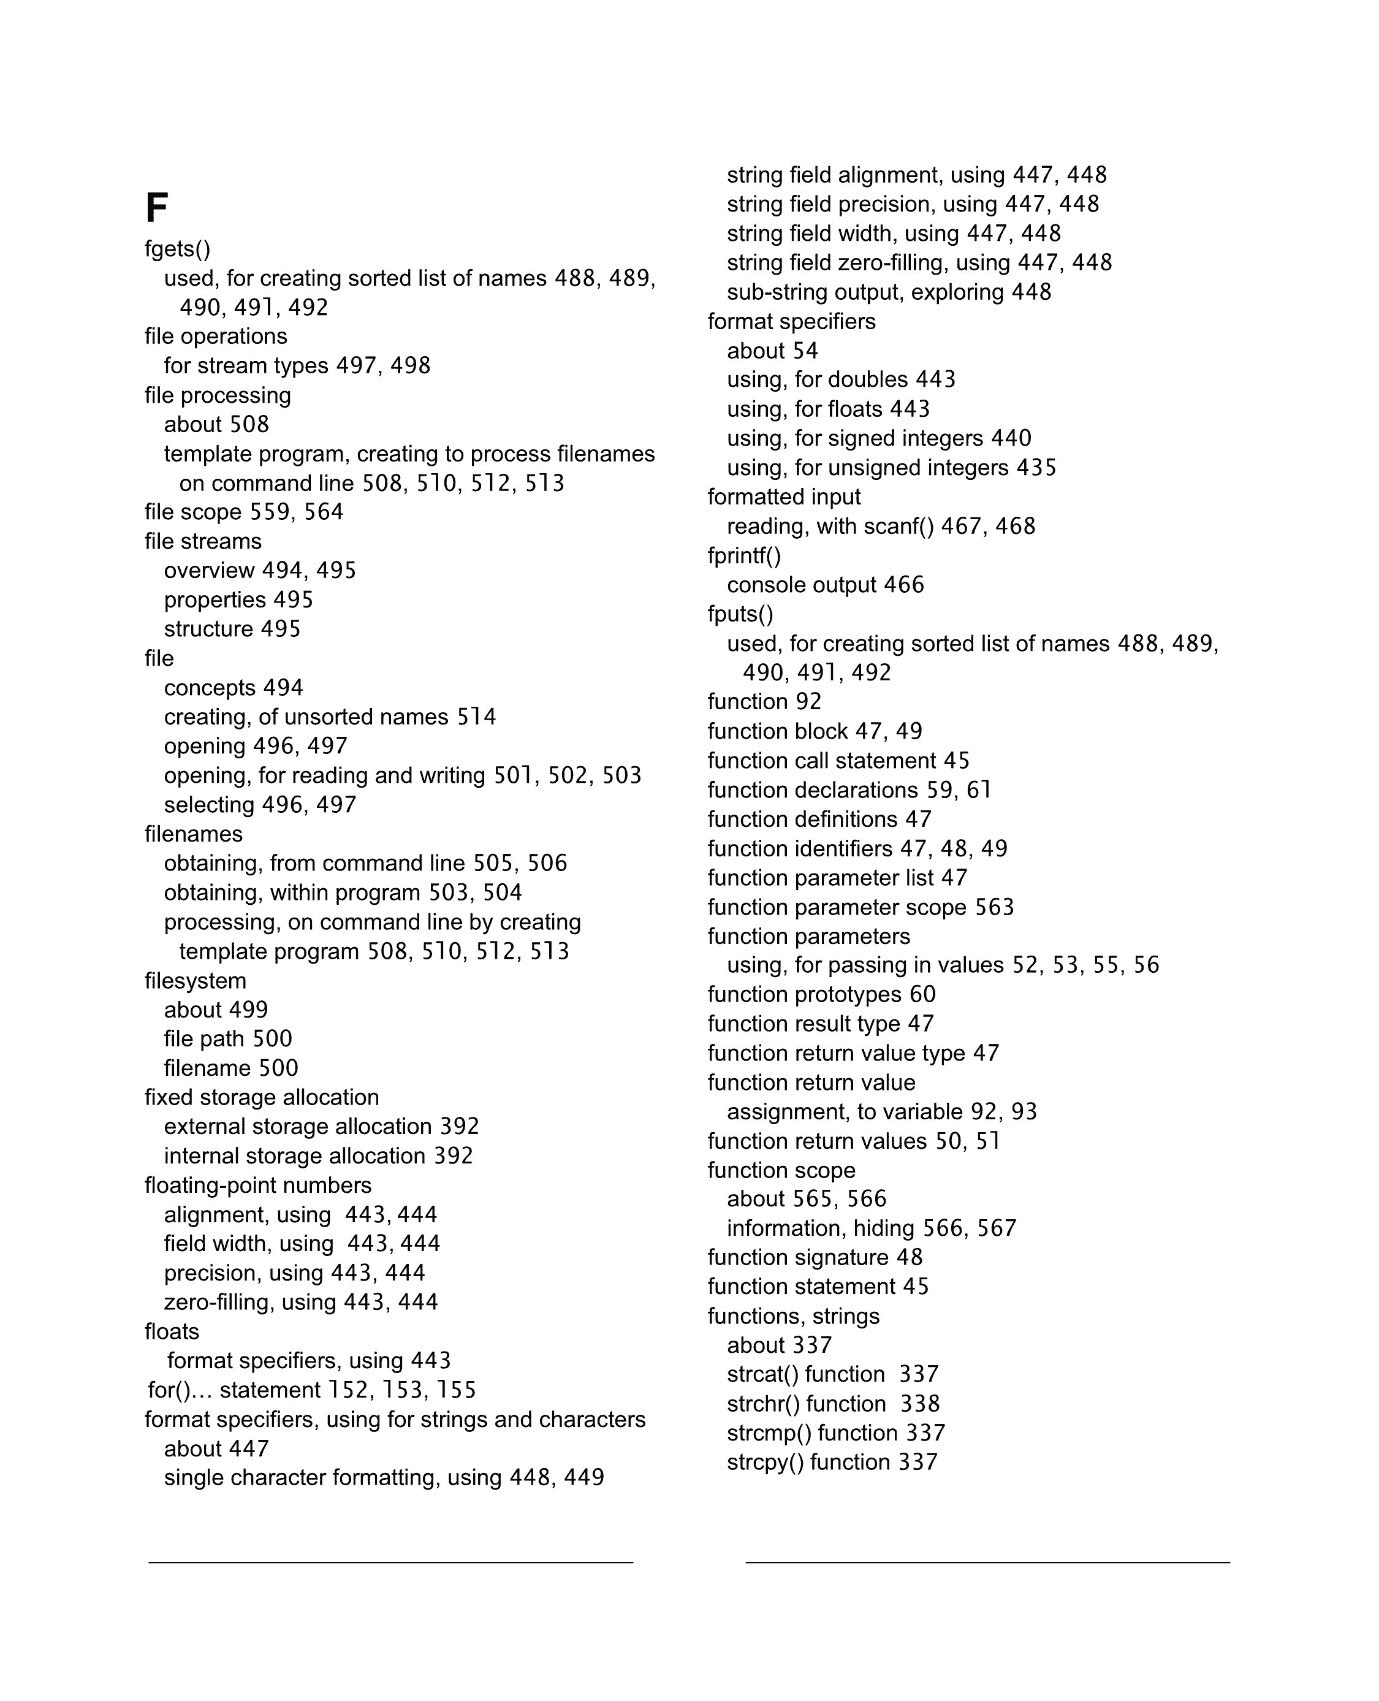 F
fgets()
used, for creating sorted list of names 488, 489,
490, 491, 492
file operations
for stream types 497, 498
file processing
about 508
template program, creating to process filenames
on command line 508, 510, 512, 513
file scope 559, 564
file streams
overview 494, 495
properties 495
structure 495
file
concepts 494
creating, of unsorted names 514
opening 496, 497
opening, for reading and writing 501, 502, 503
selecting 496, 497
filenames
obtaining, from command line 505, 506
obtaining, within program 503, 504
processing, on command line by creating
template program 508, 510, 512, 513
filesystem
about 499
file path 500
filename 500
fixed storage allocation
external storage allocation 392
internal storage allocation 392
floating-point numbers
alignment, using 443, 444
field width, using 443, 444
precision, using 443, 444
zero-filling, using 443, 444
floats
format specifiers, using 443
for()… statement 152, 153, 155
format specifiers, using for strings and characters
about 447
single character formatting, using 448, 449
string field alignment, using 447, 448
string field precision, using 447, 448
string field width, using 447, 448
string field zero-filling, using 447, 448
sub-string output, exploring 448
format specifiers
about 54
using, for doubles 443
using, for floats 443
using, for signed integers 440
using, for unsigned integers 435
formatted input
reading, with scanf() 467, 468
fprintf()
console output 466
fputs()
used, for creating sorted list of names 488, 489,
490, 491, 492
function 92
function block 47, 49
function call statement 45
function declarations 59, 61
function definitions 47
function identifiers 47, 48, 49
function parameter list 47
function parameter scope 563
function parameters
using, for passing in values 52, 53, 55, 56
function prototypes 60
function result type 47
function return value type 47
function return value
assignment, to variable 92, 93
function return values 50, 51
function scope
about 565, 566
information, hiding 566, 567
function signature 48
function statement 45
functions, strings
about 337
strcat() function 337
strchr() function 338
strcmp() function 337
strcpy() function 337